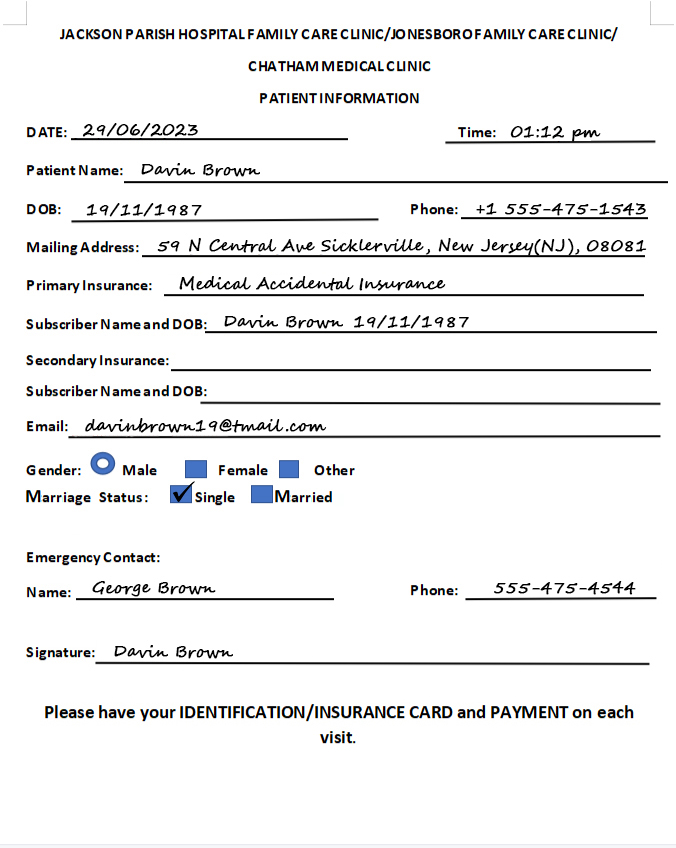 JACKSON PARISH HOSPITAL FAMILY CARE CLINIC/JONESBORO FAMILY CARE CLINIC/
CHATHAM MEDICAL CLINIC
PATIENT INFORMATION
DATE: 29/06/2023 Time: 01:12 pm
Patient Name: Davin Brown
DOB: 19/11/1987 Phone: +1 555-475-1543
Mailing Address: 59 N Central Ave Sicklerville, New Jersey(NJ), 08081
Primary Insurance: Medical Accidental Insurance
Subscriber Name and DOB: Davin Brown 19/11/1987
Secondary Insurance:
Subscriber Name and DOB:
Email: davinbrown19@tmail.com
Gender: Male Female Other
Marriage Status: Single Married
Emergency Contact:
Name: George Brown Phone: 555-475-4544
Signature: Davin Brown
Please have your IDENTIFICATION/INSURANCE CARD and PAYMENT on each
visit.